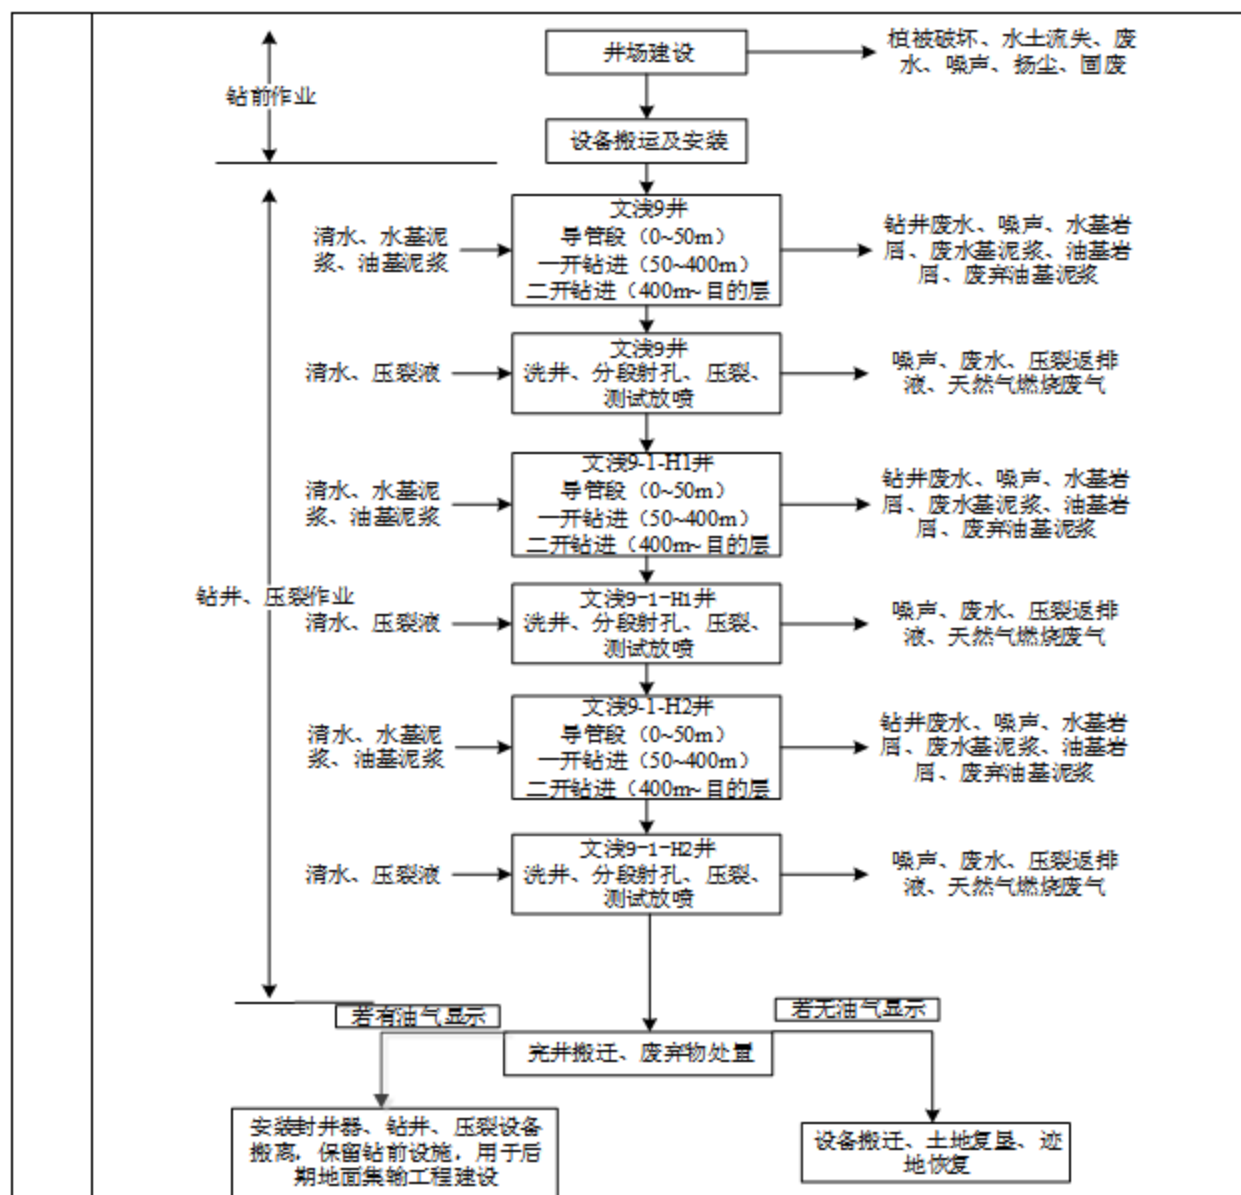 井场建设
植被破坏、水土流失、废
水、噪声、扬尘、固废
钻前作业
设备搬运及安装
清水、水基泥
浆、油基泥浆
文浅9井
导管段（0~50m）
一开钻进（50~400m）
二开钻进（400m~目的层
钻井废水、噪声、水基岩
屑、废水基泥浆、油基岩
屑、废弃油基泥浆
清水、压裂液
文浅9井
洗井、分段射孔、压裂、
测试放喷
噪声、废水、压裂返排
液、天然气燃烧废气
清水、水基泥
浆、油基泥浆
文浅9-1-H1井
导管段（0~50m）
一开钻进（50~400m）
二开钻进（400m~目的层
钻井废水、噪声、水基岩
屑、废水基泥浆、油基岩
屑、废弃油基泥浆
钻井、压裂作业
清水、压裂液
文浅9-1-H1井
洗井、分段射孔、压裂、
测试放喷
噪声、废水、压裂返排
液、天然气燃烧废气
清水、水基泥
浆、油基泥浆
文浅9-1-H2井
导管段（0~50m）
一开钻进（50~400m）
二开钻进（400m~目的层
钻井废水、噪声、水基岩
屑、废水基泥浆、油基岩
屑、废弃油基泥浆
清水、压裂液
文浅9-1-H2井
洗井、分段射孔、压裂、
测试放喷
噪声、废水、压裂返排
液、天然气燃烧废气
若有油气显示
若无油气显示
完井搬迁、废弃物处置
安装封井器、钻井、压裂设备
搬离，保留钻前设施，用于后
期地面集输工程建设
设备搬迁、土地复垦、迹
地恢复